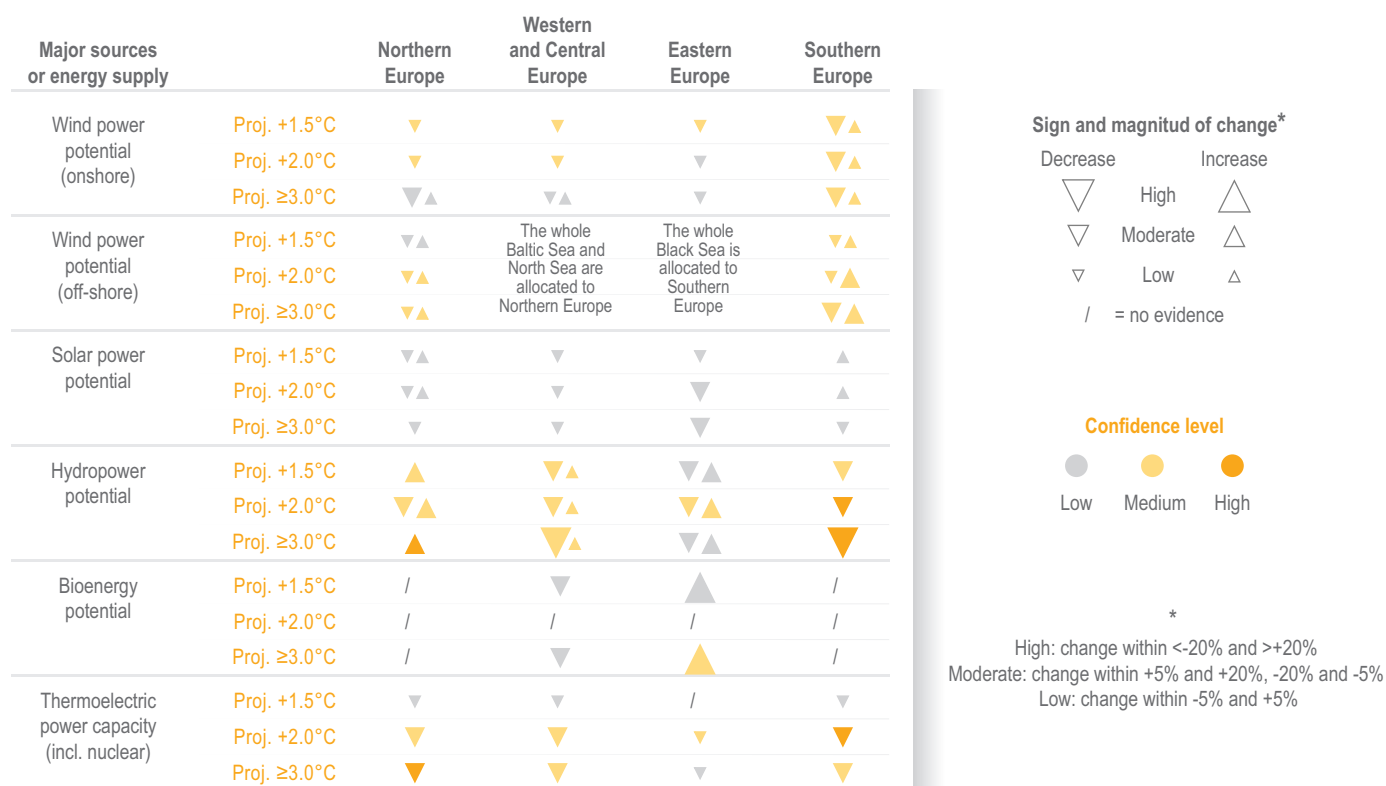 Major sources
or energy supply
Northern
Europe
Western
and Central
Europe
Eastern
Europe
Southern
Europe
Wind power
potential
(onshore)
Proj. +1.5°C
Proj. +2.0°C
Proj. ≥3.0°C
Wind power
potential
(off-shore)
Proj. +1.5°C
Proj. +2.0°C
Proj. ≥3.0°C
The whole
Baltic Sea and
North Sea are
allocated to
Northern Europe
The whole
Black Sea is
allocated to
Southern
Europe
Solar power
potential
Proj. +1.5°C
Proj. +2.0°C
Proj. ≥3.0°C
Hydropower
potential
Proj. +1.5°C
Proj. +2.0°C
Proj. ≥3.0°C
Bioenergy
potential
Proj. +1.5°C / /
Proj. +2.0°C / / / /
Proj. ≥3.0°C / /
Thermoelectric
power capacity
(incl. nuclear)
Proj. +1.5°C /
Proj. +2.0°C
Proj. ≥3.0°C
Sign and magnitud of change*
Decrease Increase
High
Moderate
Low
/ = no evidence
Confidence level
Low Medium High
*
High: change within <-20% and >+20%
Moderate: change within +5% and +20%, -20% and -5%
Low: change within -5% and +5%